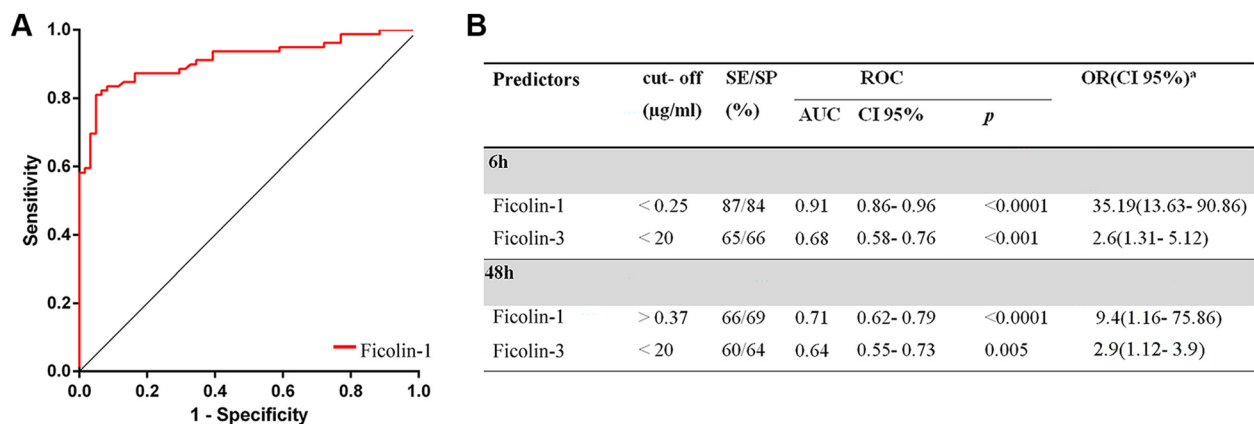 A
1.0
0.8
0.6
0.4
0.2
0.0
Sensitivity
0.0 0.2 0.4 0.6 0.8 1.0
1 - Specificity
Ficolin-1
B
Predictors cut- off SE/SP ROC OR(CI 95%)ᵃ
(µg/ml) (%) AUC CI 95% p
6h
Ficolin-1 < 0.25 87/84 0.91 0.86- 0.96 <0.0001 35.19(13.63- 90.86)
Ficolin-3 < 20 65/66 0.68 0.58- 0.76 <0.001 2.6(1.31- 5.12)
48h
Ficolin-1 > 0.37 66/69 0.71 0.62- 0.79 <0.0001 9.4(1.16- 75.86)
Ficolin-3 < 20 60/64 0.64 0.55- 0.73 0.005 2.9(1.12- 3.9)